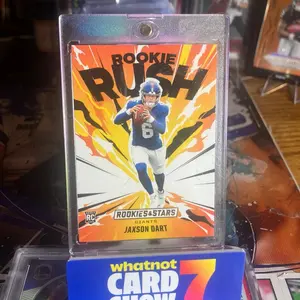 ROOKIE
RUSH
6
RC
ROOKIES & STARS
GIANTS
JAXSON DART
whatnot
CARD
SHOW
7